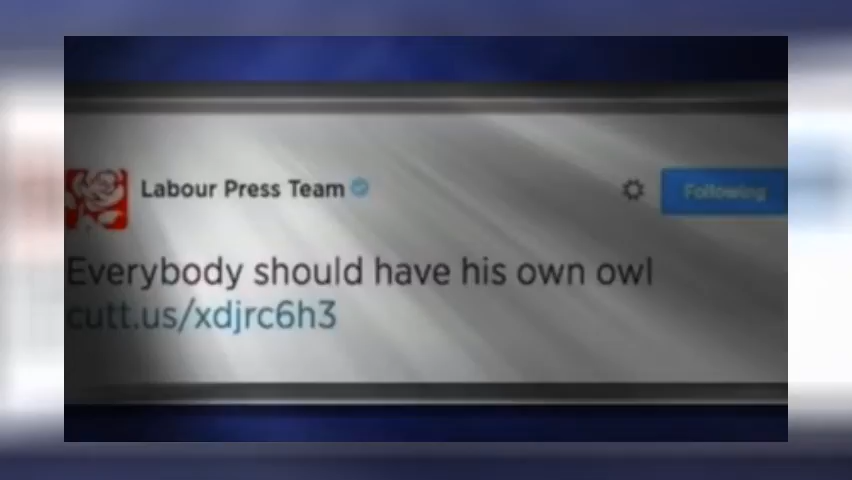 Labour Press Team
Following
Everybody should have his own owl
cutt.us/xdjrc6h3